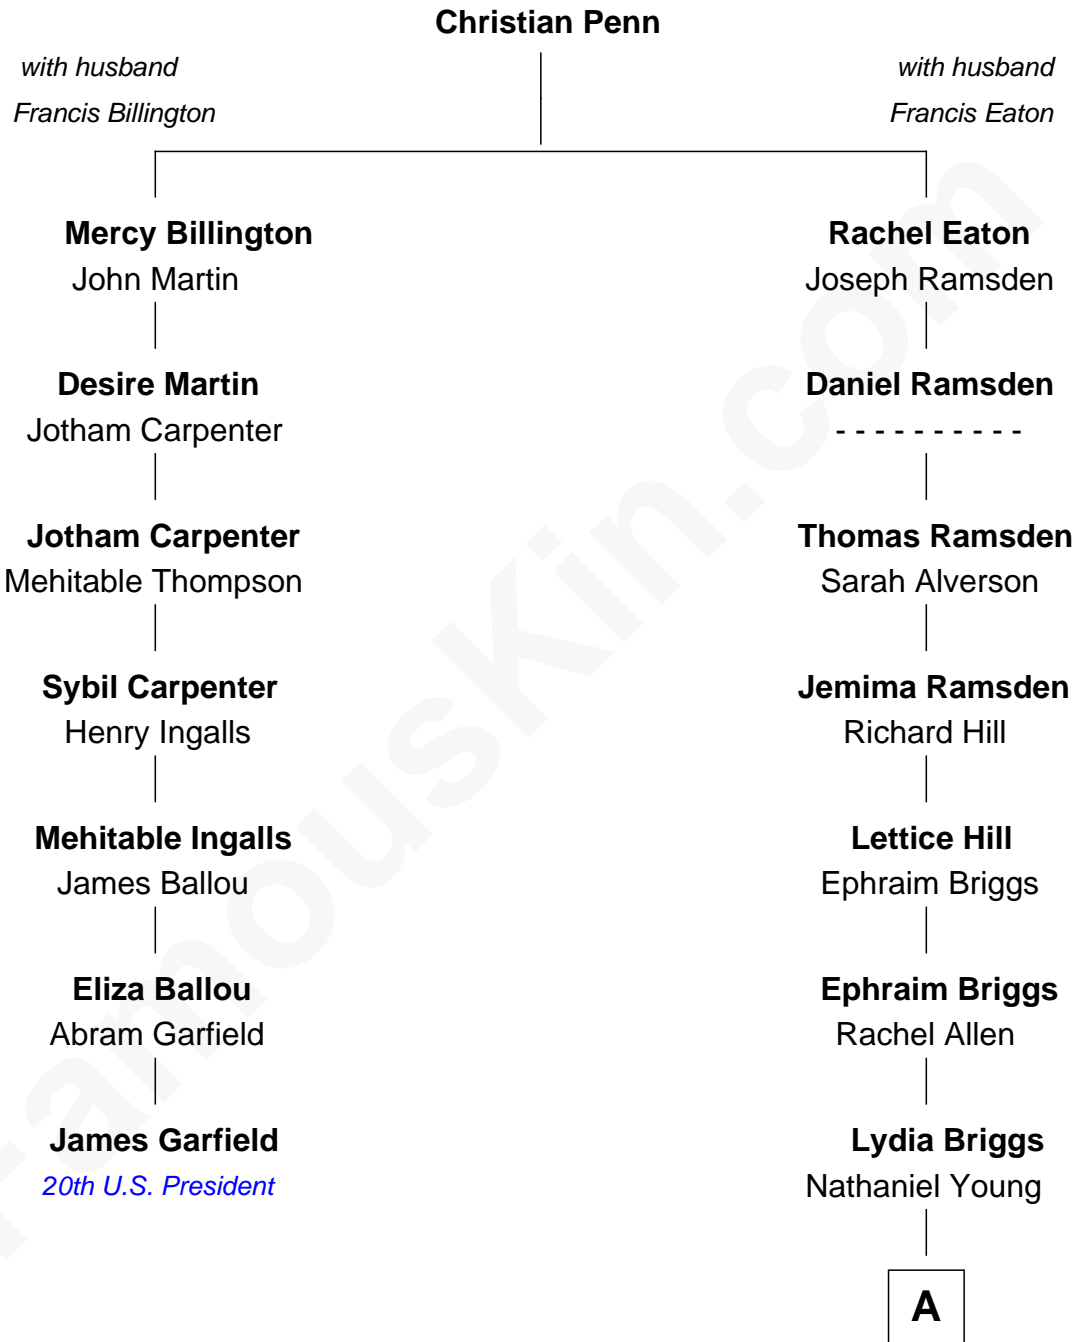 Christian Penn
with husband
Francis Billington
with husband
Francis Eaton
Mercy Billington
John Martin
Desire Martin
Jotham Carpenter
Jotham Carpenter
Mehitable Thompson
Sybil Carpenter
Henry Ingalls
Mehitable Ingalls
James Ballou
Eliza Ballou
Abram Garfield
James Garfield
20th U.S. President
Rachel Eaton
Joseph Ramsden
Daniel Ramsden
- - - - - - - - - -
Thomas Ramsden
Sarah Alverson
Jemima Ramsden
Richard Hill
Lettice Hill
Ephraim Briggs
Ephraim Briggs
Rachel Allen
Lydia Briggs
Nathaniel Young
A
FamousKin.com